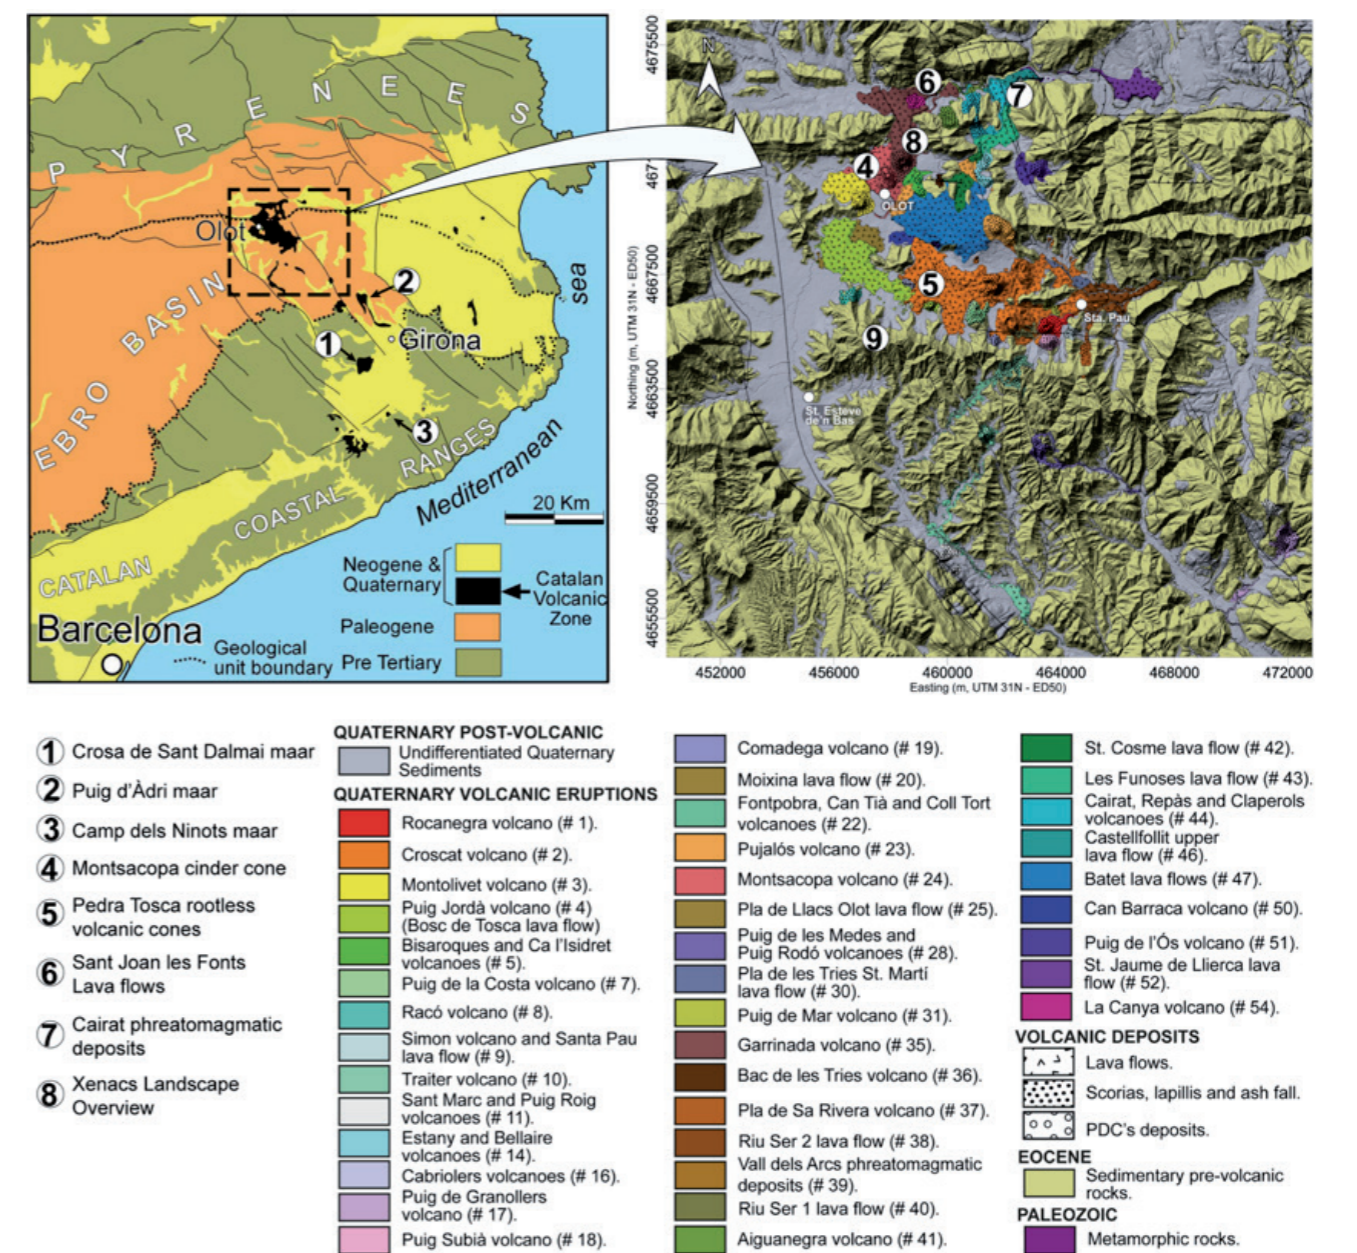 PYRENEES
Olot
EBRO BASIN
1
2
Girona
3
sea
Mediterranean
CATALAN COASTAL RANGES
20 Km
Neogene &
Quaternary
Catalan
Volcanic
Zone
Paleogene
Pre Tertiary
Geological
unit boundary
Barcelona
N
4675500
467
4667500
4663500
4659500
4655500
Northing (m, UTM 31N - ED50)
6
7
8
4
OLOT
5
Sta. Pau
9
St. Esteve
de'n Bas
452000
456000
460000
464000
468000
472000
Easting (m, UTM 31N - ED50)
1 Crosa de Sant Dalmai maar
2 Puig d'Àdri maar
3 Camp dels Ninots maar
4 Montsacopa cinder cone
5 Pedra Tosca rootless
volcanic cones
6 Sant Joan les Fonts
Lava flows
7 Cairat phreatomagmatic
deposits
8 Xenacs Landscape
Overview
QUATERNARY POST-VOLCANIC
Undifferentiated Quaternary
Sediments
QUATERNARY VOLCANIC ERUPTIONS
Rocanegra volcano (# 1).
Croscat volcano (# 2).
Montolivet volcano (# 3).
Puig Jordà volcano (# 4)
(Bosc de Tosca lava flow)
Bisaroques and Ca l'Isidret
volcanoes (# 5).
Puig de la Costa volcano (# 7).
Racó volcano (# 8).
Simon volcano and Santa Pau
lava flow (# 9).
Traiter volcano (# 10).
Sant Marc and Puig Roig
volcanoes (# 11).
Estany and Bellaire
volcanoes (# 14).
Cabriolers volcanoes (# 16).
Puig de Granollers
volcano (# 17).
Puig Subià volcano (# 18).
Comadega volcano (# 19).
Moixina lava flow (# 20).
Fontpobra, Can Tià and Coll Tort
volcanoes (# 22).
Pujalós volcano (# 23).
Montsacopa volcano (# 24).
Pla de Llacs Olot lava flow (# 25).
Puig de les Medes and
Puig Rodó volcanoes (# 28).
Pla de les Tries St. Martí
lava flow (# 30).
Puig de Mar volcano (# 31).
Garrinada volcano (# 35).
Bac de les Tries volcano (# 36).
Pla de Sa Rivera volcano (# 37).
Riu Ser 2 lava flow (# 38).
Vall dels Arcs phreatomagmatic
deposits (# 39).
Riu Ser 1 lava flow (# 40).
Aiguanegra volcano (# 41).
St. Cosme lava flow (# 42).
Les Funoses lava flow (# 43).
Cairat, Repàs and Claperols
volcanoes (# 44).
Castellfollit upper
lava flow (# 46).
Batet lava flows (# 47).
Can Barraca volcano (# 50).
Puig de l'Ós volcano (# 51).
St. Jaume de Llierca lava
flow (# 52).
La Canya volcano (# 54).
VOLCANIC DEPOSITS
Lava flows.
Scorias, lapillis and ash fall.
PDC's deposits.
EOCENE
Sedimentary pre-volcanic
rocks.
PALEOZOIC
Metamorphic rocks.